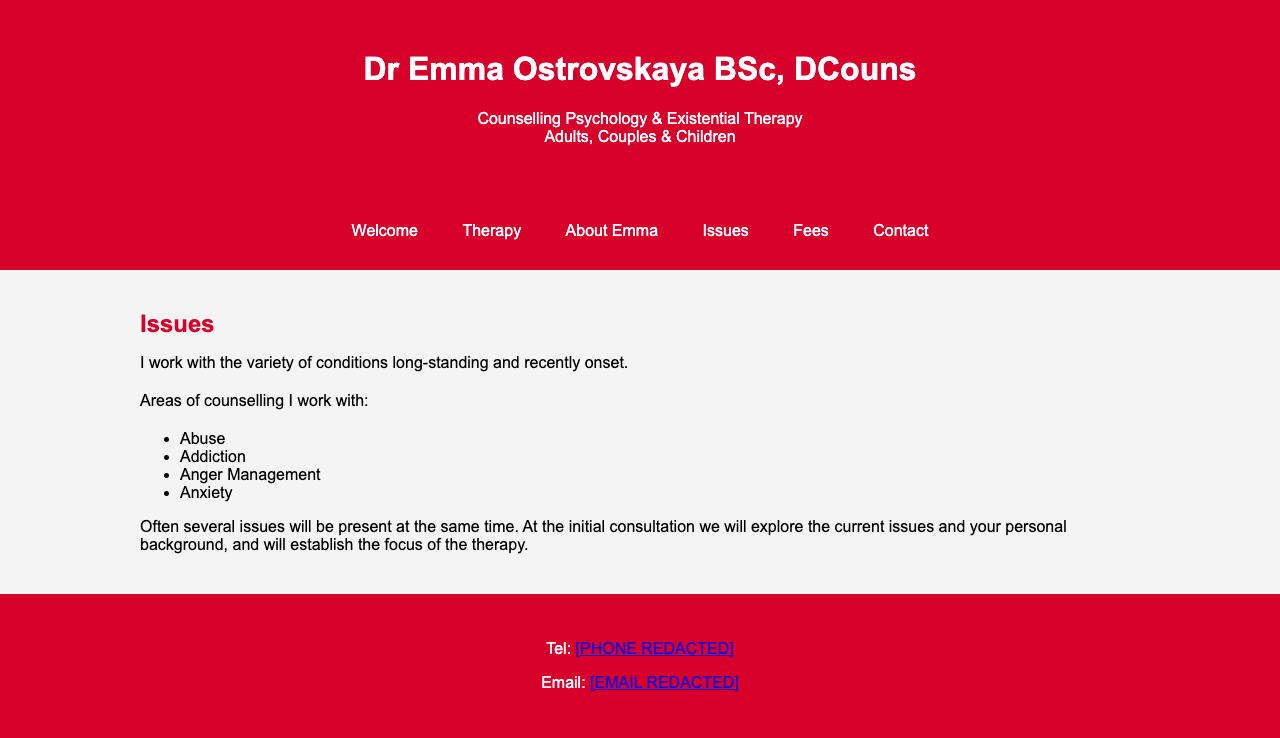 Dr Emma Ostrovskaya BSc, DCouns
Counselling Psychology & Existential Therapy
Adults, Couples & Children
Welcome Therapy About Emma Issues Fees Contact
Issues
I work with the variety of conditions long-standing and recently onset.
Areas of counselling I work with:
• Abuse
• Addiction
• Anger Management
• Anxiety
Often several issues will be present at the same time. At the initial consultation we will explore the current issues and your personal
background, and will establish the focus of the therapy.
Tel: [PHONE REDACTED]
Email: [EMAIL REDACTED]